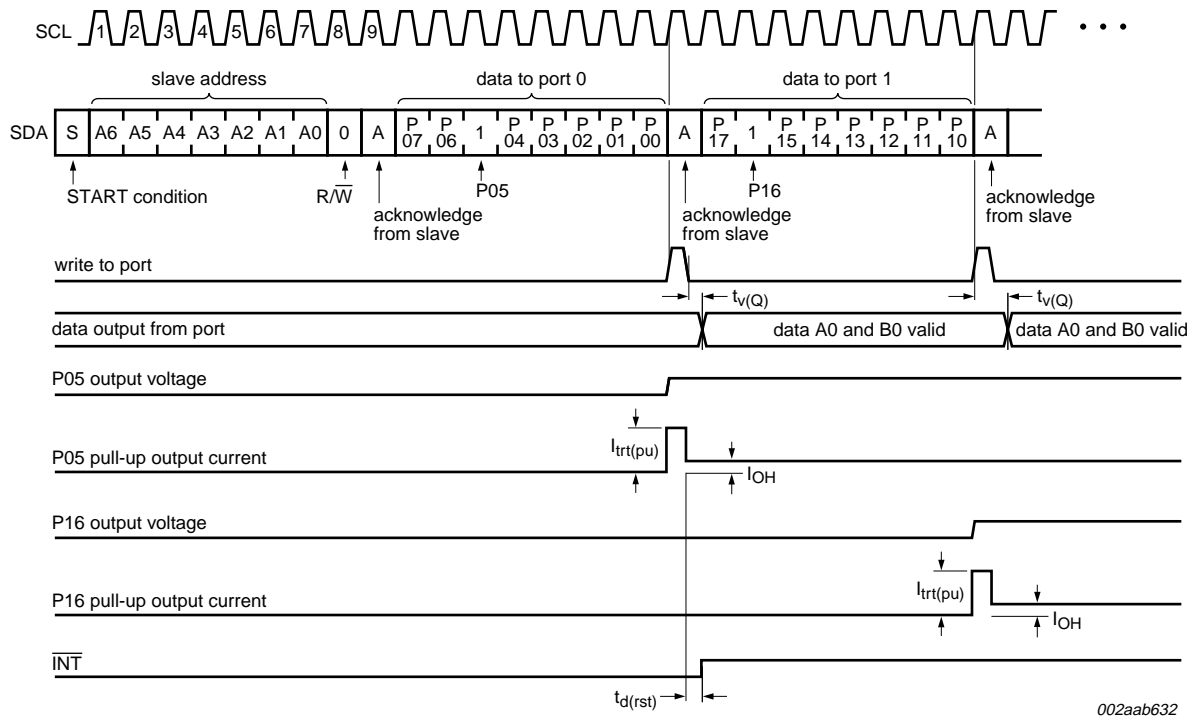 SCL 1 2 3 4 5 6 7 8 9 • • •
slave address data to port 0 data to port 1
SDA S A6 A5 A4 A3 A2 A1 A0 0 A P07 P06 1 P04 P03 P02 P01 P00 A P17 1 P15 P14 P13 P12 P11 P10 A
START condition R/W̅ P05 P16
acknowledge from slave
acknowledge from slave
acknowledge from slave
write to port
tv(Q) tv(Q)
data output from port data A0 and B0 valid data A0 and B0 valid
P05 output voltage
Itrt(pu)
P05 pull-up output current
IOH
P16 output voltage
Itrt(pu)
P16 pull-up output current
IOH
I̅N̅T̅
td(rst)
002aab632